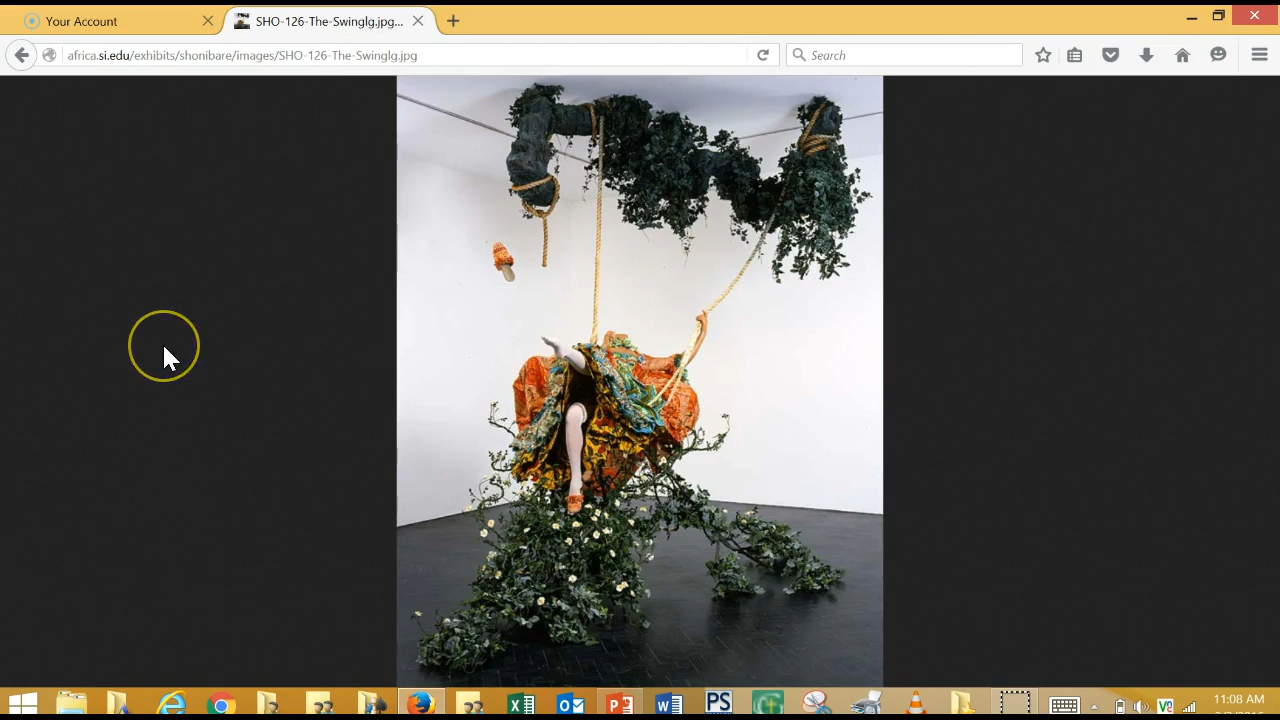 Your Account
SHO-126-The-Swinglg.jpg...
africa.si.edu/exhibits/shonibare/images/SHO-126-The-Swinglg.jpg
Search
11:08 AM